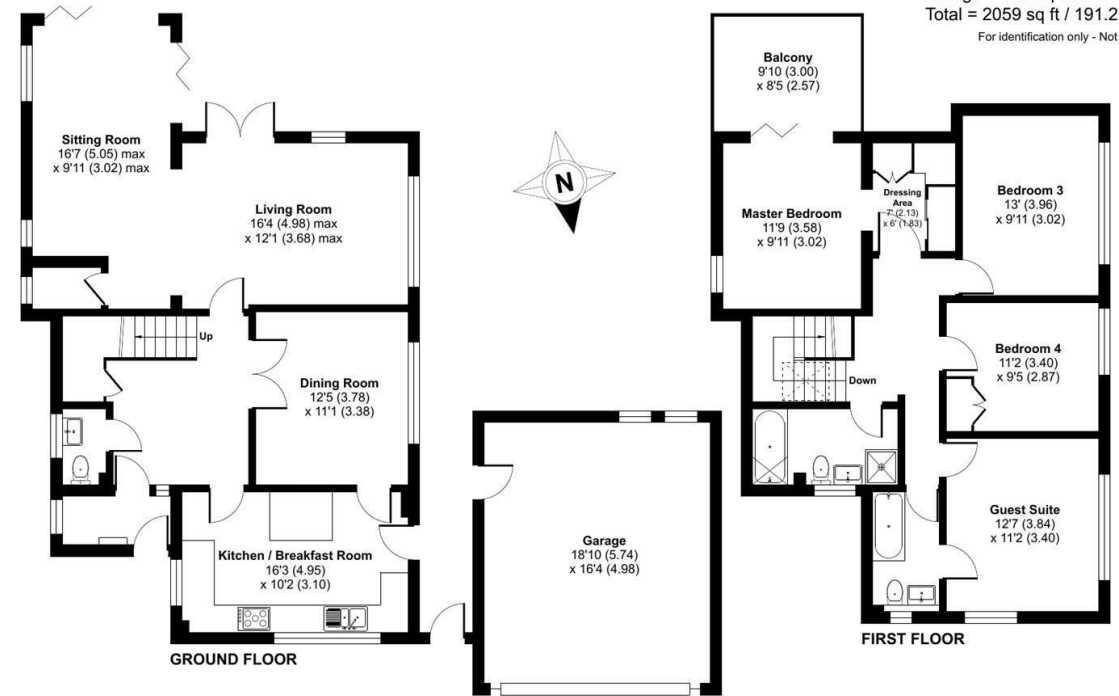 Total = 2059 sq ft / 191.2
For identification only - Not
Balcony
9'10 (3.00)
x 8'5 (2.57)
Sitting Room
16'7 (5.05) max
x 9'11 (3.02) max
Living Room
16'4 (4.98) max
x 12'1 (3.68) max
N
Master Bedroom
11'9 (3.58)
x 9'11 (3.02)
Dressing
Area
7' (2.13)
x 6' (1.83)
Bedroom 3
13' (3.96)
x 9'11 (3.02)
Up
Dining Room
12'5 (3.78)
x 11'1 (3.38)
Down
Bedroom 4
11'2 (3.40)
x 9'5 (2.87)
Kitchen / Breakfast Room
16'3 (4.95)
x 10'2 (3.10)
Garage
18'10 (5.74)
x 16'4 (4.98)
Guest Suite
12'7 (3.84)
x 11'2 (3.40)
GROUND FLOOR
FIRST FLOOR